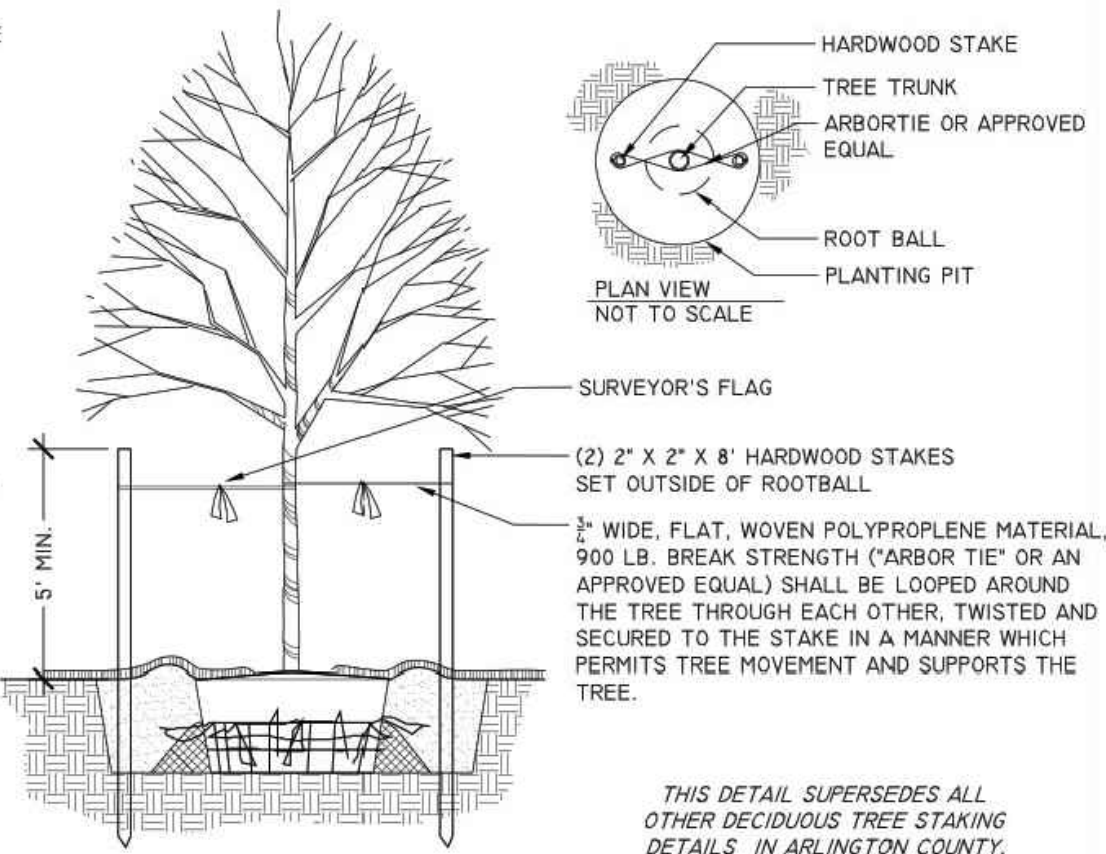 HARDWOOD STAKE
TREE TRUNK
ARBORTIE OR APPROVED
EQUAL
ROOT BALL
PLANTING PIT
PLAN VIEW
NOT TO SCALE
SURVEYOR'S FLAG
(2) 2" X 2" X 8' HARDWOOD STAKES
SET OUTSIDE OF ROOTBALL
5' MIN.
¾" WIDE, FLAT, WOVEN POLYPROPLENE MATERIAL,
900 LB. BREAK STRENGTH ("ARBOR TIE" OR AN
APPROVED EQUAL) SHALL BE LOOPED AROUND
THE TREE THROUGH EACH OTHER, TWISTED AND
SECURED TO THE STAKE IN A MANNER WHICH
PERMITS TREE MOVEMENT AND SUPPORTS THE
TREE.
THIS DETAIL SUPERSEDES ALL
OTHER DECIDUOUS TREE STAKING
DETAILS IN ARLINGTON COUNTY.